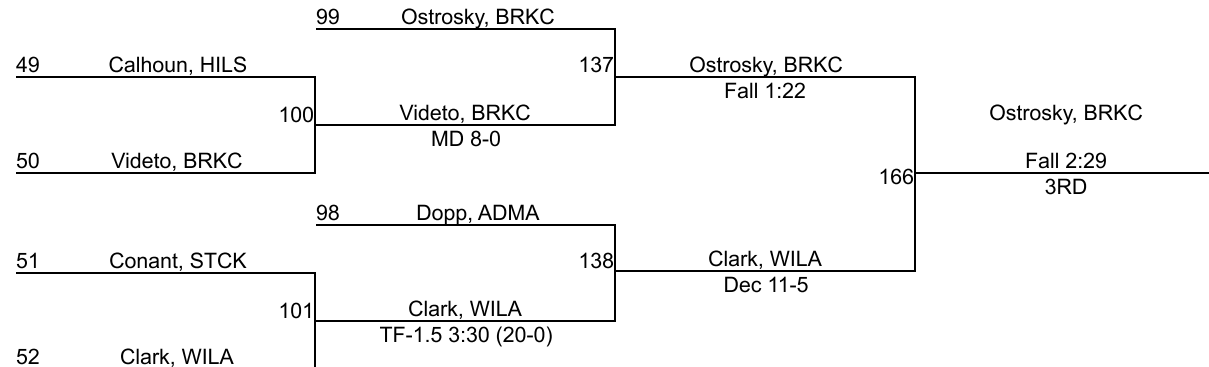 99 Ostrosky, BRKC
49 Calhoun, HILS
137 Ostrosky, BRKC
Fall 1:22
100 Videto, BRKC
MD 8-0
Ostrosky, BRKC
50 Videto, BRKC
Fall 2:29
166
3RD
98 Dopp, ADMA
51 Conant, STCK
138 Clark, WILA
Dec 11-5
101 Clark, WILA
TF-1.5 3:30 (20-0)
52 Clark, WILA